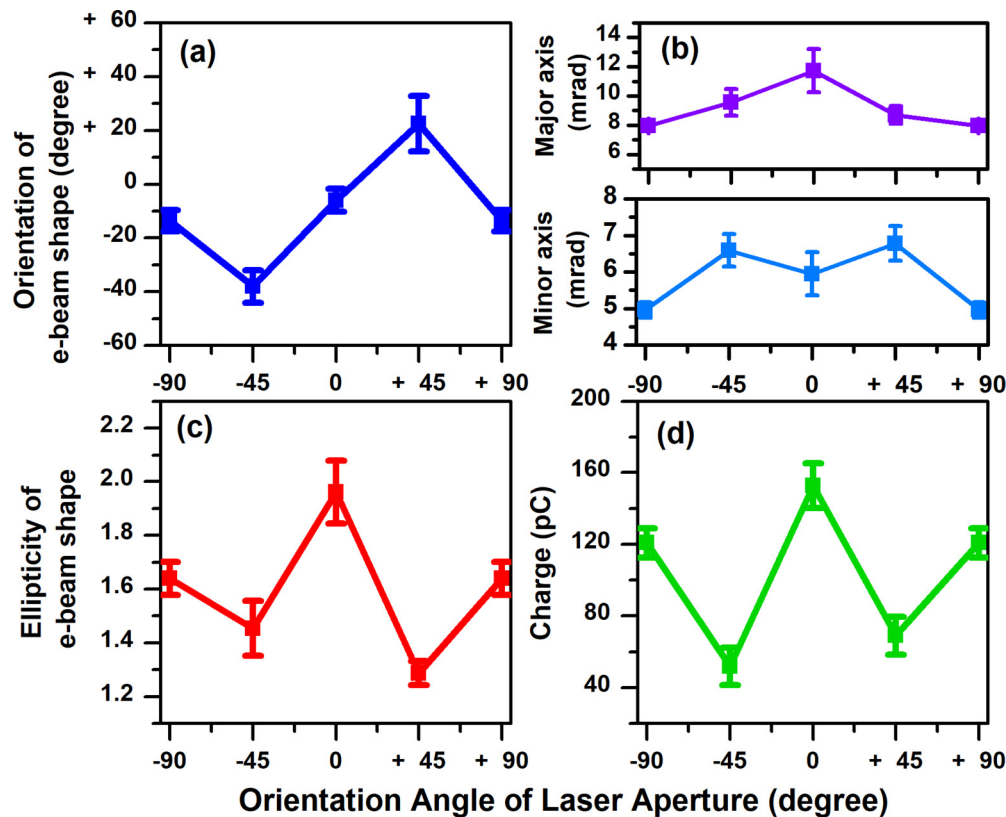 (a)
Orientation of
e-beam shape (degree)
+ 60
+ 40
+ 20
0
-20
-40
-60
-90 -45 0 + 45 + 90
(b)
Major axis
(mrad)
14
12
10
8
6
Minor axis
(mrad)
8
7
6
5
4
-90 -45 0 + 45 + 90
(c)
Ellipticity of
e-beam shape
2.2
2.0
1.8
1.6
1.4
1.2
-90 -45 0 + 45 + 90
(d)
Charge (pC)
200
160
120
80
40
-90 -45 0 + 45 + 90
Orientation Angle of Laser Aperture (degree)